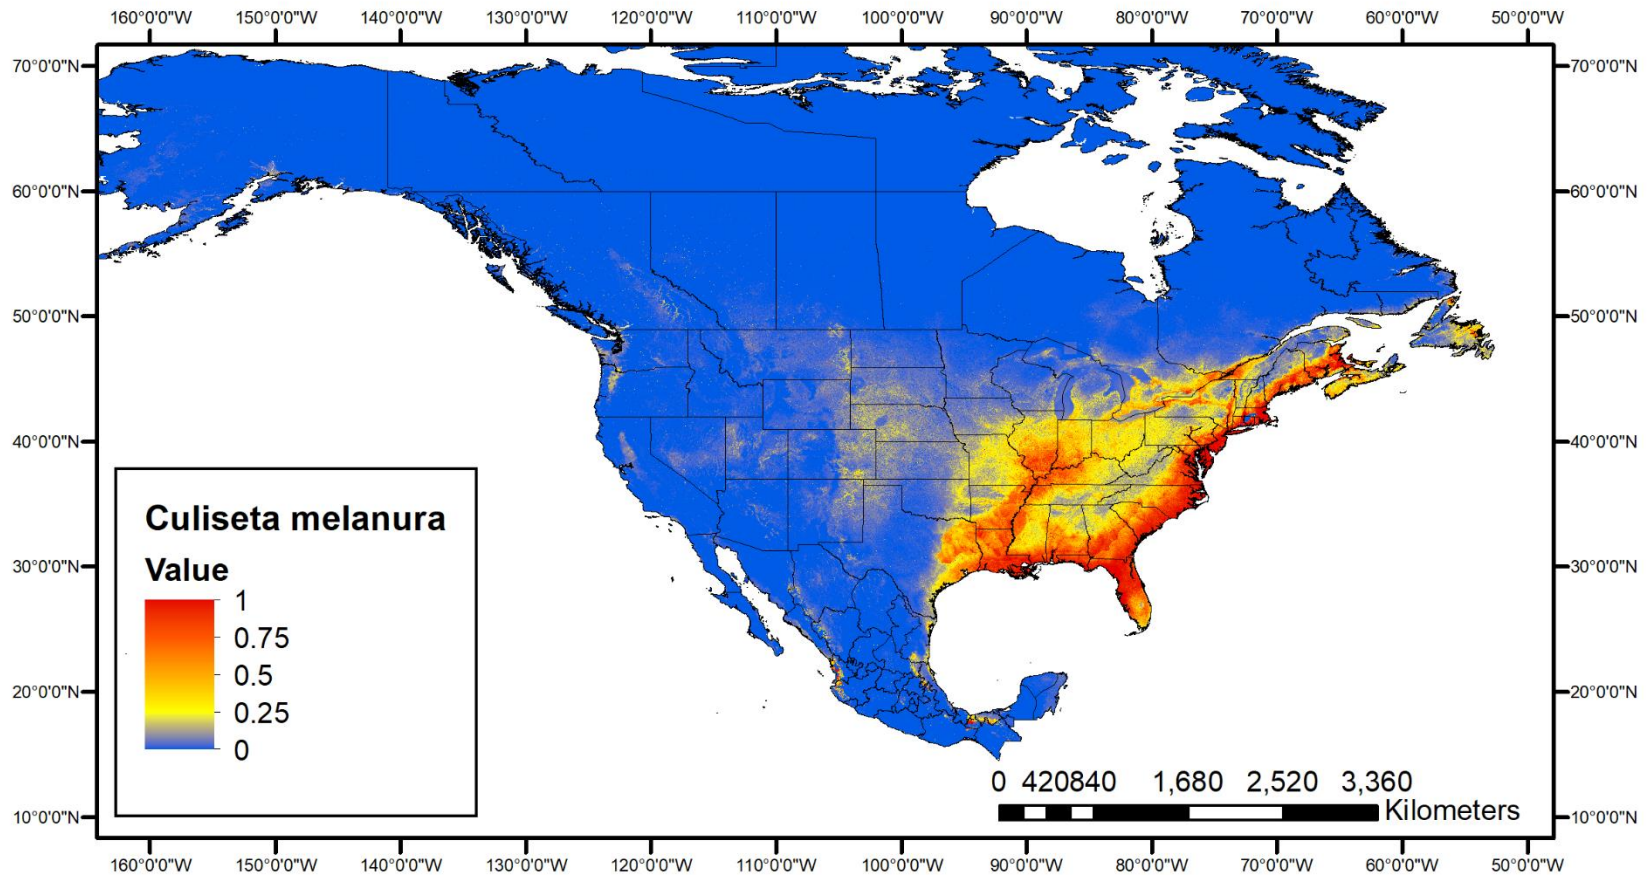 160°0'0"W 150°0'0"W 140°0'0"W 130°0'0"W 120°0'0"W 110°0'0"W 100°0'0"W 90°0'0"W 80°0'0"W 70°0'0"W 60°0'0"W 50°0'0"W
70°0'0"N 70°0'0"N
60°0'0"N 60°0'0"N
50°0'0"N 50°0'0"N
40°0'0"N 40°0'0"N
Culiseta melanura
Value
1
0.75
0.5
0.25
0
30°0'0"N 30°0'0"N
20°0'0"N 20°0'0"N
0 420840 1,680 2,520 3,360
Kilometers
10°0'0"N 10°0'0"N
160°0'0"W 150°0'0"W 140°0'0"W 130°0'0"W 120°0'0"W 110°0'0"W 100°0'0"W 90°0'0"W 80°0'0"W 70°0'0"W 60°0'0"W 50°0'0"W